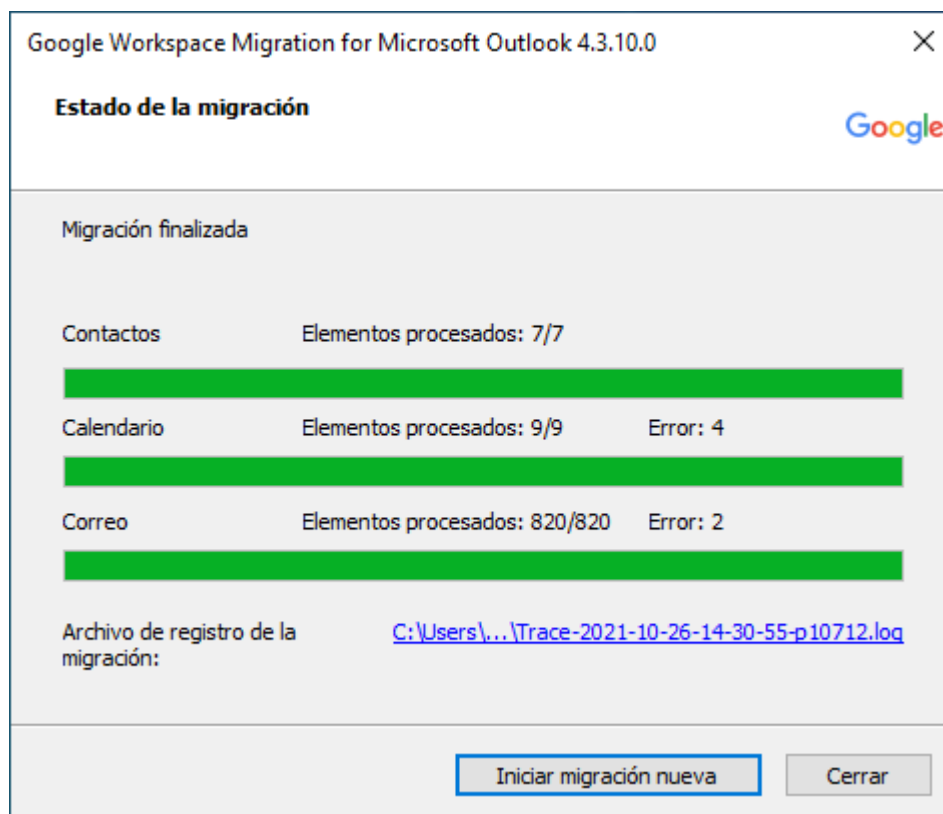 Google Workspace Migration for Microsoft Outlook 4.3.10.0
Estado de la migración
Google
Migración finalizada
Contactos Elementos procesados: 7/7
Calendario Elementos procesados: 9/9 Error: 4
Correo Elementos procesados: 820/820 Error: 2
Archivo de registro de la C:\Users\...\Trace-2021-10-26-14-30-55-p10712.log
migración:
Iniciar migración nueva Cerrar